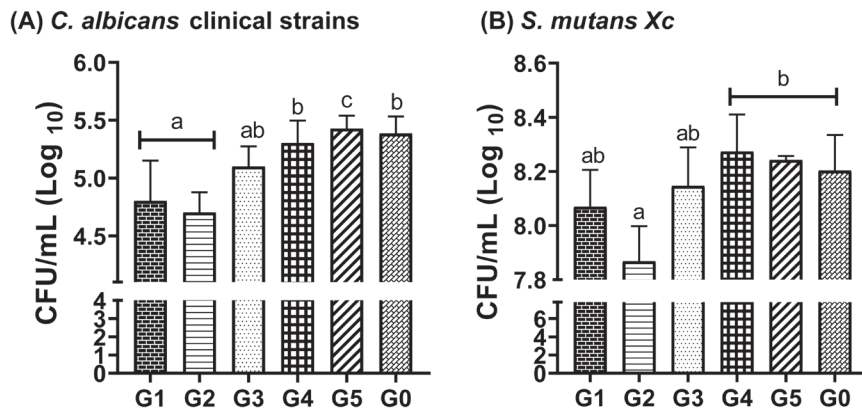 (A) C. albicans clinical strains
CFU/mL (Log 10)
6.0
5.5
5.0
4.5
4
3
2
1
0
a
ab
b
c
b
G1 G2 G3 G4 G5 G0
(B) S. mutans Xc
CFU/mL (Log 10)
8.6
8.4
8.2
8.0
7.8
6
4
2
0
ab
a
ab
b
G1 G2 G3 G4 G5 G0